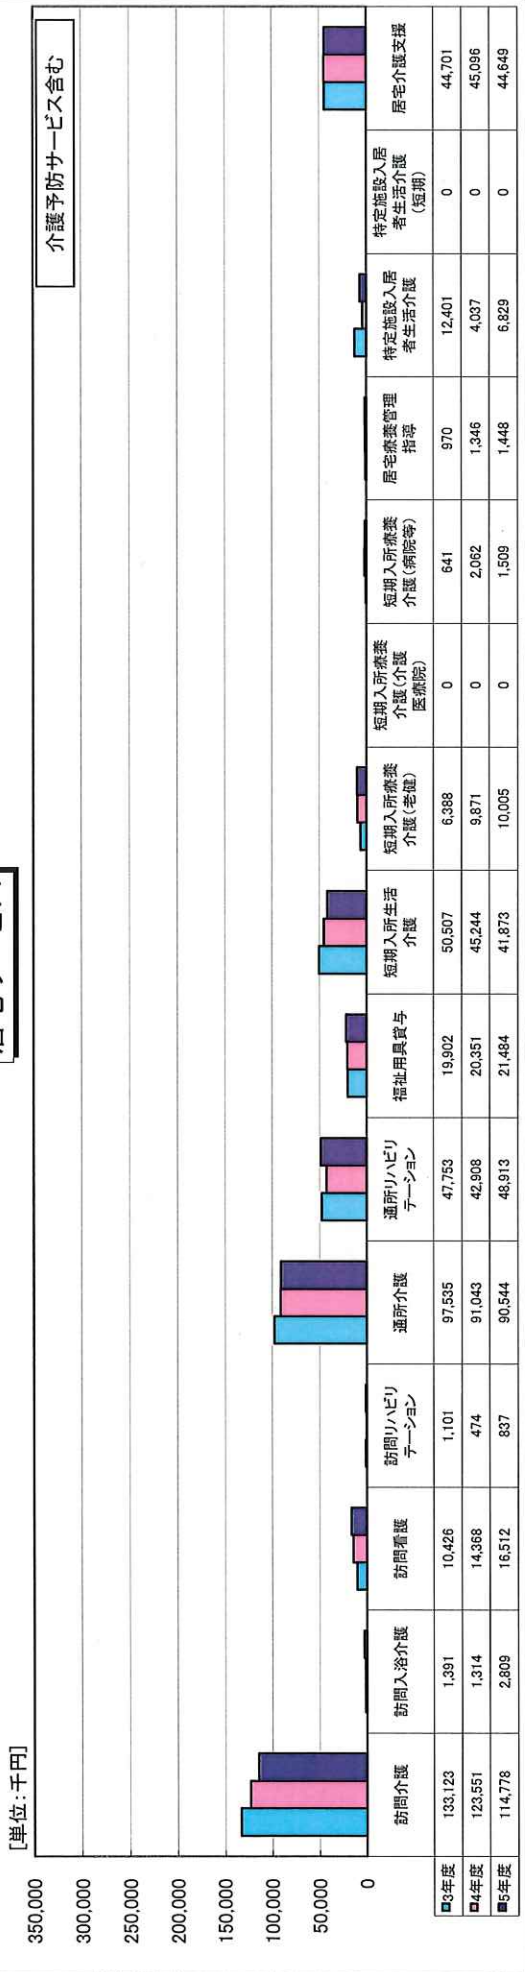 [単位:千円]
介護予防サービス含む
350,000
300,000
250,000
200,000
150,000
100,000
50,000
0
訪問介護
訪問入浴介護
訪問看護
訪問リハビリ
テーション
通所介護
通所リハビリ
テーション
福祉用具貸与
短期入所生活
介護
短期入所療養
介護(老健)
短期入所療養
介護(介護
医療院)
短期入所療養
介護(病院等)
居宅療養管理
指導
特定施設入居
者生活介護
特定施設入居
者生活介護
(短期)
居宅介護支援
3年度 133,123 1,391 10,426 1,101 97,535 47,753 19,902 50,507 6,388 0 641 970 12,401 0 44,701
4年度 123,551 1,314 14,368 474 91,043 42,908 20,351 45,244 9,871 0 2,062 1,346 4,037 0 45,096
5年度 114,778 2,809 16,512 837 90,544 48,913 21,484 41,873 10,005 0 1,509 1,448 6,829 0 44,649